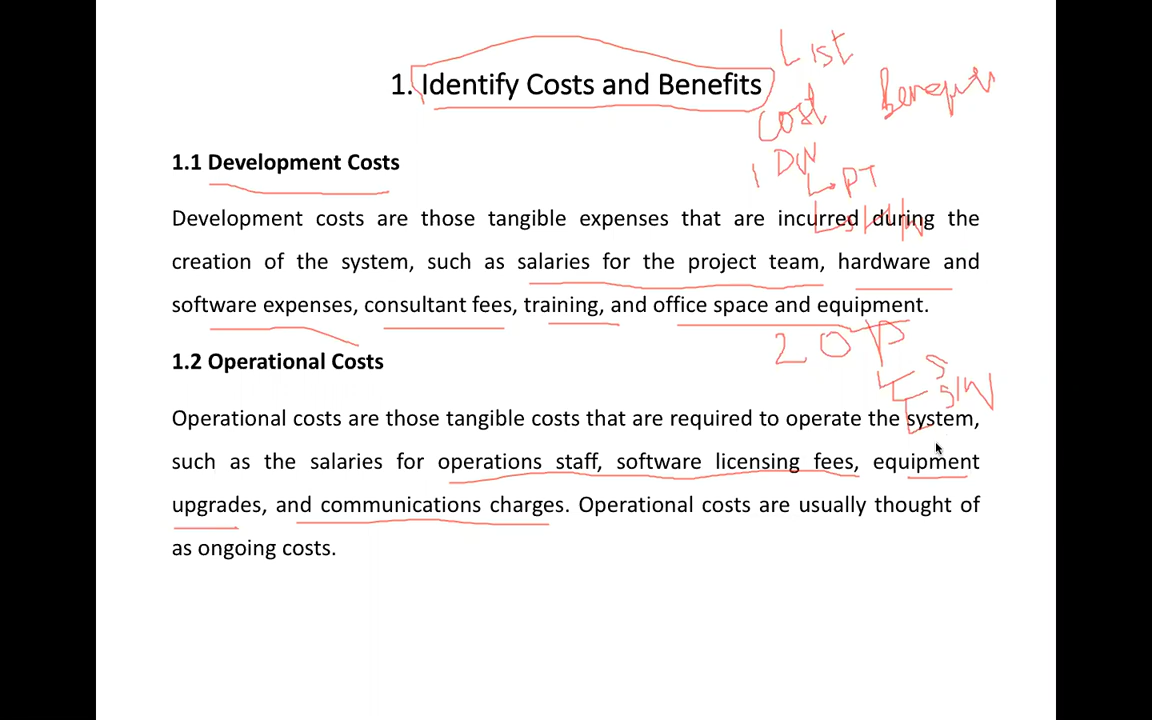 1. Identify Costs and Benefits
List
Cost Benefits
1.1 Development Costs
1 DW
PT
Development costs are those tangible expenses that are incurred during the
creation of the system, such as salaries for the project team, hardware and
software expenses, consultant fees, training, and office space and equipment.
2 OP
1.2 Operational Costs
S
S/W
Operational costs are those tangible costs that are required to operate the system,
such as the salaries for operations staff, software licensing fees, equipment
upgrades, and communications charges. Operational costs are usually thought of
as ongoing costs.